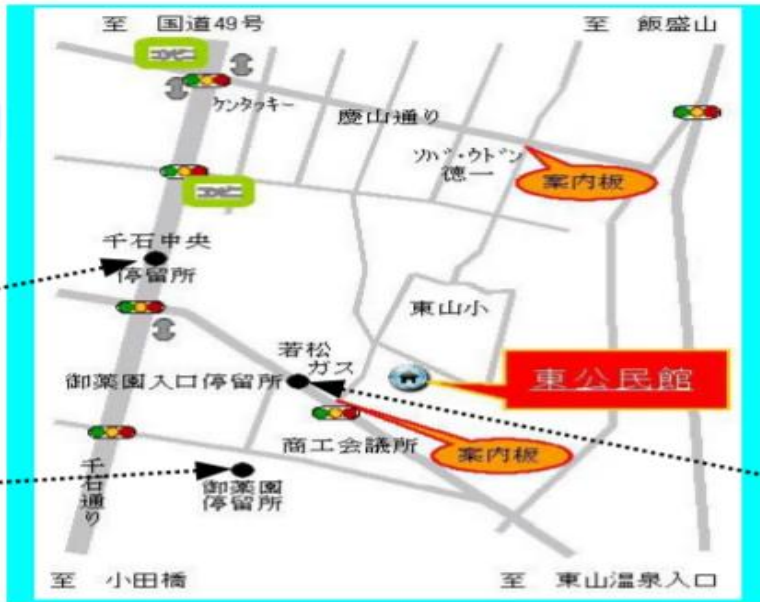 至 国道49号
至 飯盛山
コンビニ
ケンタッキー
慶山通り
ソバ・ウドン
徳一
案内板
コンビニ
千石中央
停留所
東山小
若松
ガス
御薬園入口停留所
東公民館
商工会議所
案内板
千石通り
御薬園
停留所
至 小田橋
至 東山温泉入口